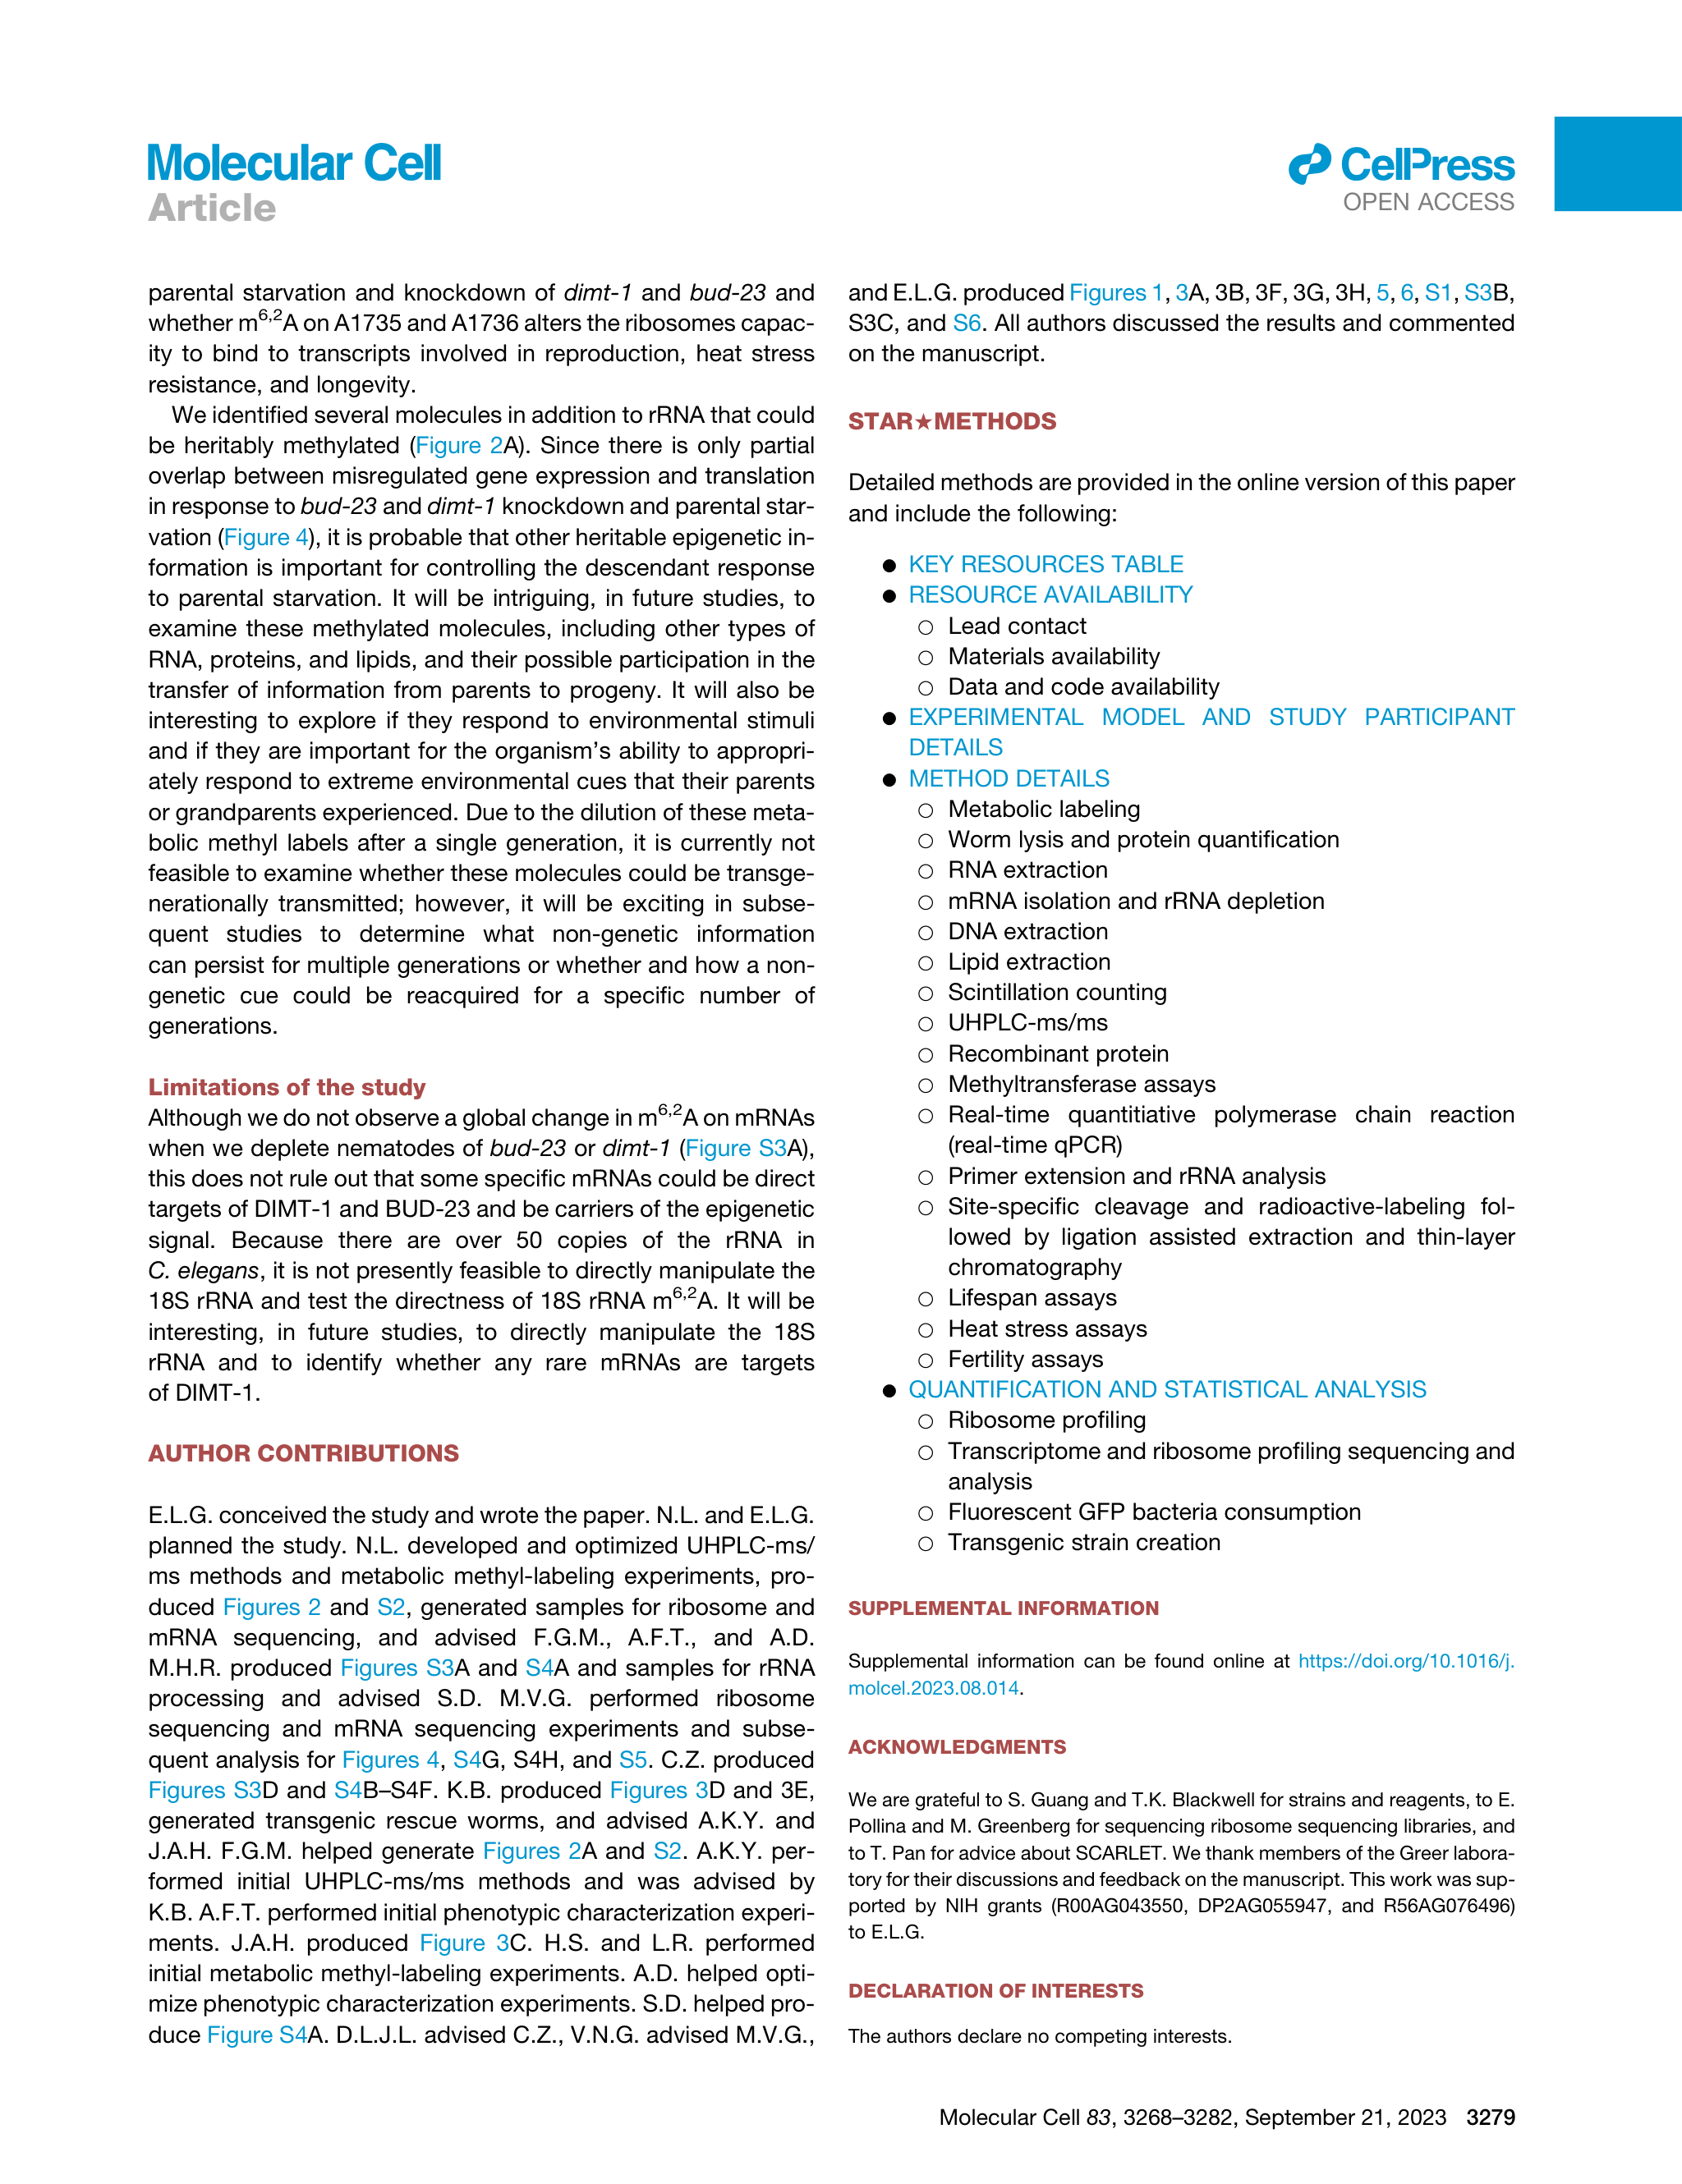 Molecular Cell
Article
CellPress
OPEN ACCESS
parental starvation and knockdown of dimt-1 and bud-23 and
whether m6,2A on A1735 and A1736 alters the ribosomes capac-
ity to bind to transcripts involved in reproduction, heat stress
resistance, and longevity.
We identified several molecules in addition to rRNA that could
be heritably methylated (Figure 2A). Since there is only partial
overlap between misregulated gene expression and translation
in response to bud-23 and dimt-1 knockdown and parental star-
vation (Figure 4), it is probable that other heritable epigenetic in-
formation is important for controlling the descendant response
to parental starvation. It will be intriguing, in future studies, to
examine these methylated molecules, including other types of
RNA, proteins, and lipids, and their possible participation in the
transfer of information from parents to progeny. It will also be
interesting to explore if they respond to environmental stimuli
and if they are important for the organism's ability to appropri-
ately respond to extreme environmental cues that their parents
or grandparents experienced. Due to the dilution of these meta-
bolic methyl labels after a single generation, it is currently not
feasible to examine whether these molecules could be transge-
nerationally transmitted; however, it will be exciting in subse-
quent studies to determine what non-genetic information
can persist for multiple generations or whether and how a non-
genetic cue could be reacquired for a specific number of
generations.
Limitations of the study
Although we do not observe a global change in m6,2A on mRNAs
when we deplete nematodes of bud-23 or dimt-1 (Figure S3A),
this does not rule out that some specific mRNAs could be direct
targets of DIMT-1 and BUD-23 and be carriers of the epigenetic
signal. Because there are over 50 copies of the rRNA in
C. elegans, it is not presently feasible to directly manipulate the
18S rRNA and test the directness of 18S rRNA m6,2A. It will be
interesting, in future studies, to directly manipulate the 18S
rRNA and to identify whether any rare mRNAs are targets
of DIMT-1.
AUTHOR CONTRIBUTIONS
E.L.G. conceived the study and wrote the paper. N.L. and E.L.G.
planned the study. N.L. developed and optimized UHPLC-ms/
ms methods and metabolic methyl-labeling experiments, pro-
duced Figures 2 and S2, generated samples for ribosome and
mRNA sequencing, and advised F.G.M., A.F.T., and A.D.
M.H.R. produced Figures S3A and S4A and samples for rRNA
processing and advised S.D. M.V.G. performed ribosome
sequencing and mRNA sequencing experiments and subse-
quent analysis for Figures 4, S4G, S4H, and S5. C.Z. produced
Figures S3D and S4B–S4F. K.B. produced Figures 3D and 3E,
generated transgenic rescue worms, and advised A.K.Y. and
J.A.H. F.G.M. helped generate Figures 2A and S2. A.K.Y. per-
formed initial UHPLC-ms/ms methods and was advised by
K.B. A.F.T. performed initial phenotypic characterization experi-
ments. J.A.H. produced Figure 3C. H.S. and L.R. performed
initial metabolic methyl-labeling experiments. A.D. helped opti-
mize phenotypic characterization experiments. S.D. helped pro-
duce Figure S4A. D.L.J.L. advised C.Z., V.N.G. advised M.V.G.,
and E.L.G. produced Figures 1, 3A, 3B, 3F, 3G, 3H, 5, 6, S1, S3B,
S3C, and S6. All authors discussed the results and commented
on the manuscript.
STAR★METHODS
Detailed methods are provided in the online version of this paper
and include the following:
● KEY RESOURCES TABLE
● RESOURCE AVAILABILITY
○ Lead contact
○ Materials availability
○ Data and code availability
● EXPERIMENTAL MODEL AND STUDY PARTICIPANT
DETAILS
● METHOD DETAILS
○ Metabolic labeling
○ Worm lysis and protein quantification
○ RNA extraction
○ mRNA isolation and rRNA depletion
○ DNA extraction
○ Lipid extraction
○ Scintillation counting
○ UHPLC-ms/ms
○ Recombinant protein
○ Methyltransferase assays
○ Real-time quantitiative polymerase chain reaction
(real-time qPCR)
○ Primer extension and rRNA analysis
○ Site-specific cleavage and radioactive-labeling fol-
lowed by ligation assisted extraction and thin-layer
chromatography
○ Lifespan assays
○ Heat stress assays
○ Fertility assays
● QUANTIFICATION AND STATISTICAL ANALYSIS
○ Ribosome profiling
○ Transcriptome and ribosome profiling sequencing and
analysis
○ Fluorescent GFP bacteria consumption
○ Transgenic strain creation
SUPPLEMENTAL INFORMATION
Supplemental information can be found online at https://doi.org/10.1016/j.
molcel.2023.08.014.
ACKNOWLEDGMENTS
We are grateful to S. Guang and T.K. Blackwell for strains and reagents, to E.
Pollina and M. Greenberg for sequencing ribosome sequencing libraries, and
to T. Pan for advice about SCARLET. We thank members of the Greer labora-
tory for their discussions and feedback on the manuscript. This work was sup-
ported by NIH grants (R00AG043550, DP2AG055947, and R56AG076496)
to E.L.G.
DECLARATION OF INTERESTS
The authors declare no competing interests.
Molecular Cell 83, 3268–3282, September 21, 2023 3279